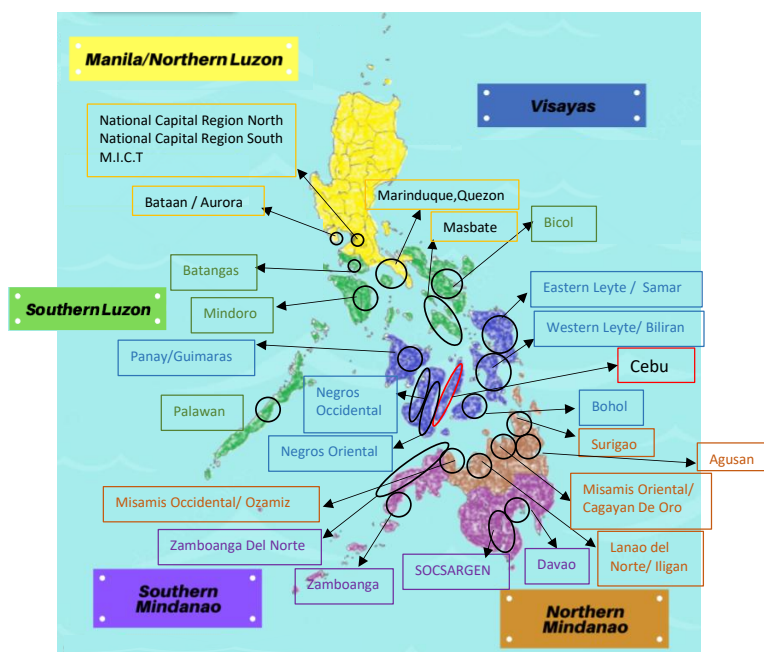 Manila/Northern Luzon
Visayas
National Capital Region North
National Capital Region South
M.I.C.T
Bataan / Aurora
Marinduque,Quezon
Masbate
Bicol
Batangas
Eastern Leyte / Samar
Southern Luzon
Mindoro
Western Leyte/ Biliran
Panay/Guimaras
Cebu
Negros
Occidental
Palawan
Bohol
Negros Oriental
Surigao
Agusan
Misamis Occidental/ Ozamiz
Misamis Oriental/
Cagayan De Oro
Zamboanga Del Norte
Lanao del
Norte/ Iligan
SOCSARGEN
Davao
Zamboanga
Southern
Mindanao
Northern
Mindanao